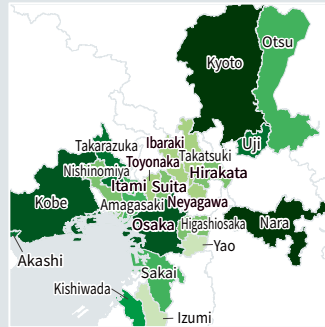 Kyoto
Otsu
Uji
Ibaraki
Takarazuka
Takatsuki
Toyonaka
Nishinomiya
Hirakata
Itami
Suita
Kobe
Amagasaki
Neyagawa
Osaka
Higashiosaka
Nara
Yao
Akashi
Sakai
Kishiwada
Izumi